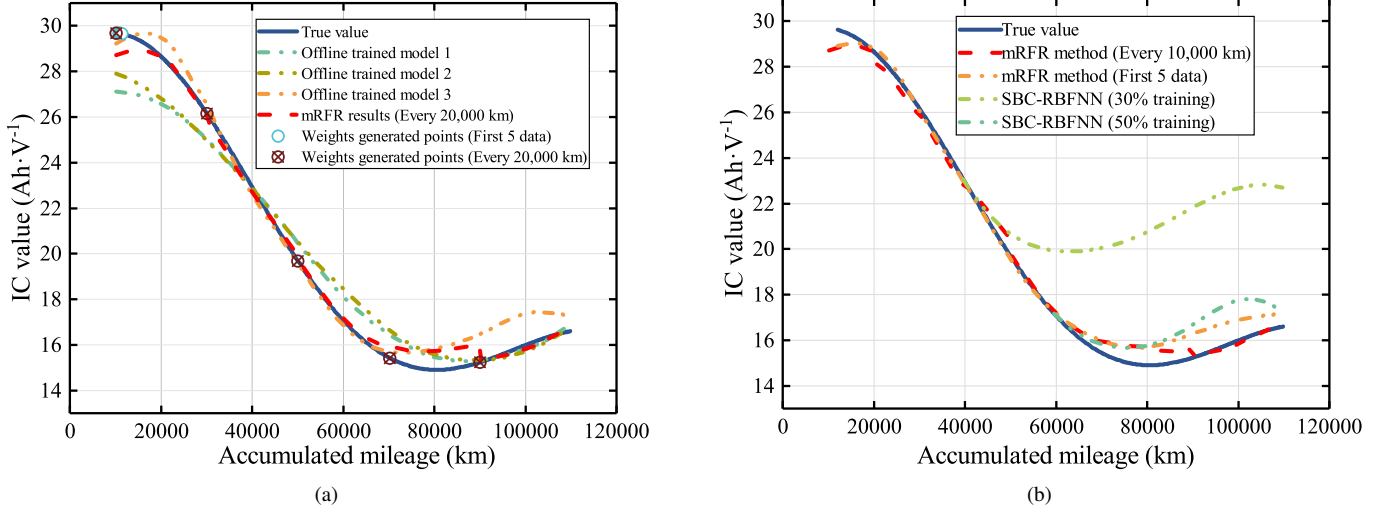 IC value (Ah·V⁻¹)
30
28
26
24
22
20
18
16
14
True value
Offline trained model 1
Offline trained model 2
Offline trained model 3
mRFR results (Every 20,000 km)
Weights generated points (First 5 data)
Weights generated points (Every 20,000 km)
0 20000 40000 60000 80000 100000 120000
Accumulated mileage (km)
(a)
IC value (Ah·V⁻¹)
30
28
26
24
22
20
18
16
14
True value
mRFR method (Every 10,000 km)
mRFR method (First 5 data)
SBC-RBFNN (30% training)
SBC-RBFNN (50% training)
0 20000 40000 60000 80000 100000 120000
Accumulated mileage (km)
(b)